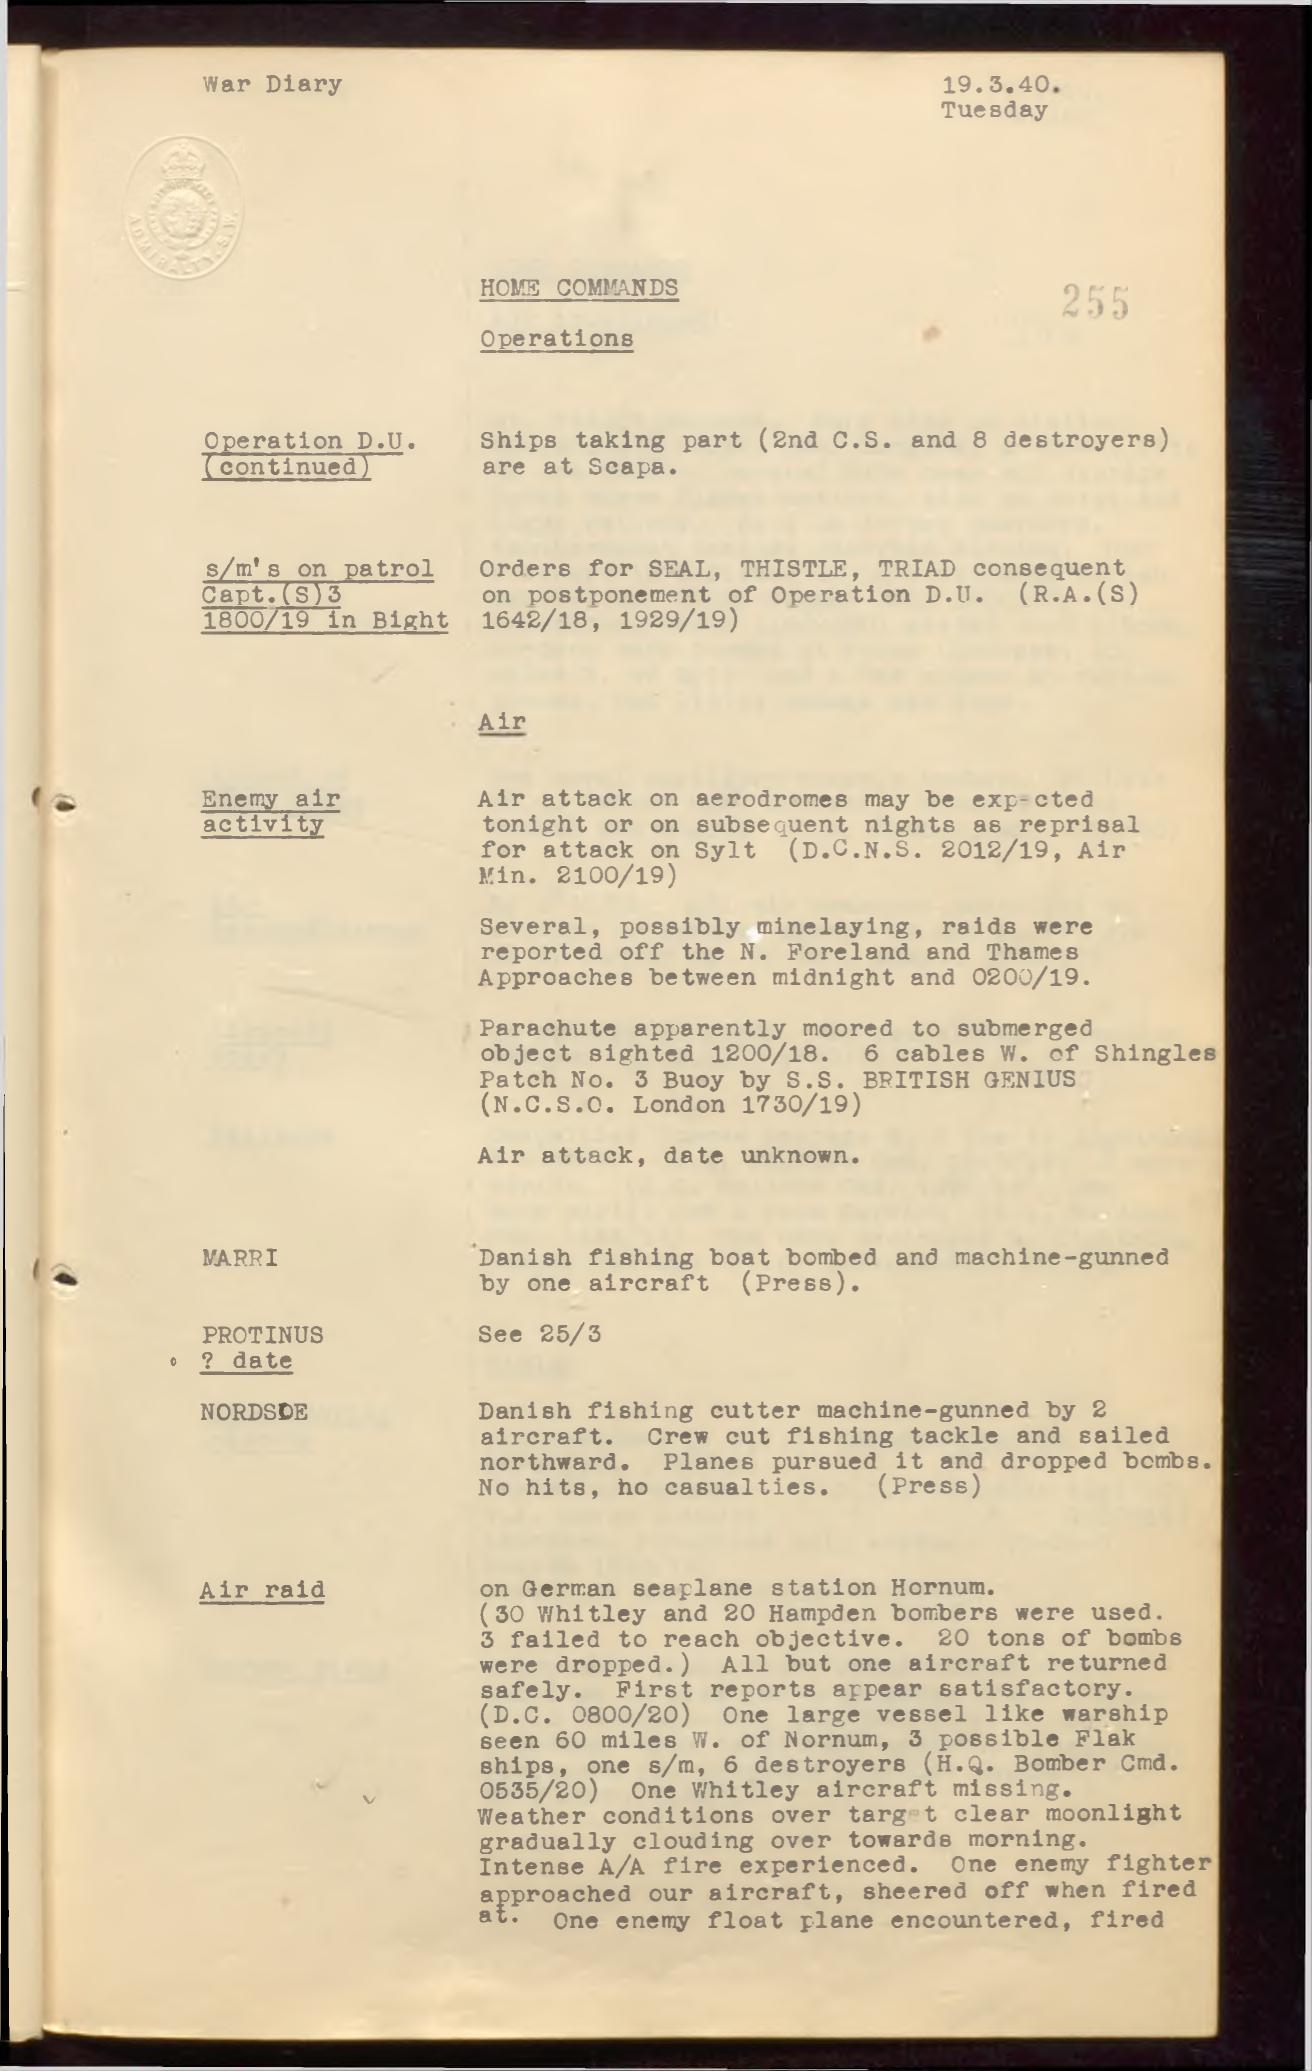 War Diary
19.3.40.
Tuesday
ADMIRALTY. S.W.
HOME COMMANDS
255
Operations
Operation D.U.
(continued)
Ships taking part (2nd C.S. and 8 destroyers)
are at Scapa.
s/m's on patrol
Capt.(S)3
1800/19 in Bight
Orders for SEAL, THISTLE, TRIAD consequent
on postponement of Operation D.U. (R.A.(S)
1642/18, 1929/19)
Air
Enemy air
activity
Air attack on aerodromes may be expected
tonight or on subsequent nights as reprisal
for attack on Sylt (D.C.N.S. 2012/19, Air
Min. 2100/19)
Several, possibly minelaying, raids were
reported off the N. Foreland and Thames
Approaches between midnight and 0200/19.
Parachute apparently moored to submerged
object sighted 1200/18. 6 cables W. of Shingles
Patch No. 3 Buoy by S.S. BRITISH GENIUS
(N.C.S.O. London 1730/19)
Air attack, date unknown.
MARRI
Danish fishing boat bombed and machine-gunned
by one aircraft (Press).
PROTINUS
? date
See 25/3
NORDSOE
Danish fishing cutter machine-gunned by 2
aircraft. Crew cut fishing tackle and sailed
northward. Planes pursued it and dropped bombs.
No hits, ho casualties. (Press)
Air raid
on German seaplane station Hornum.
(30 Whitley and 20 Hampden bombers were used.
3 failed to reach objective. 20 tons of bombs
were dropped.) All but one aircraft returned
safely. First reports appear satisfactory.
(D.C. 0800/20) One large vessel like warship
seen 60 miles W. of Nornum, 3 possible Flak
ships, one s/m, 6 destroyers (H.Q. Bomber Cmd.
0535/20) One Whitley aircraft missing.
Weather conditions over target clear moonlight
gradually clouding over towards morning.
Intense A/A fire experienced. One enemy fighter
approached our aircraft, sheered off when fired
at. One enemy float plane encountered, fired